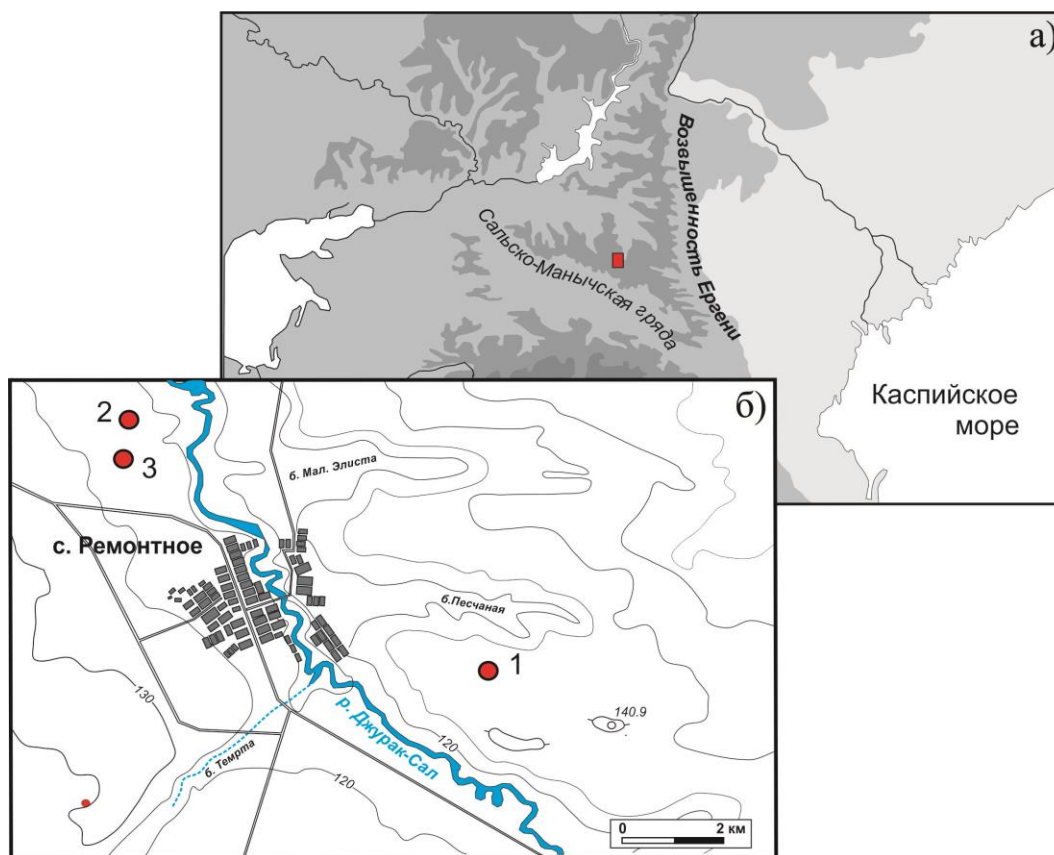 а)
Возвышенность Ергени
Сальско-Манычская гряда
Каспийское
море
б)
2
3
б. Мал. Элиста
с. Ремонтное
б.Песчаная
1
130
140.9
р. Джурак-Сал
120
б. Темрта
120
0 2 км